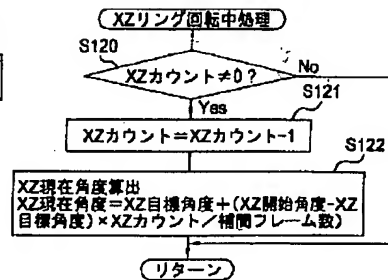 XZリング回転中処理
S120
XZカウント≠0?
No
Yes
S121
XZカウント=XZカウント-1
S122
XZ現在角度算出
XZ現在角度=XZ目標角度+(XZ開始角度-XZ
目標角度)×XZカウント/補間フレーム数)
リターン